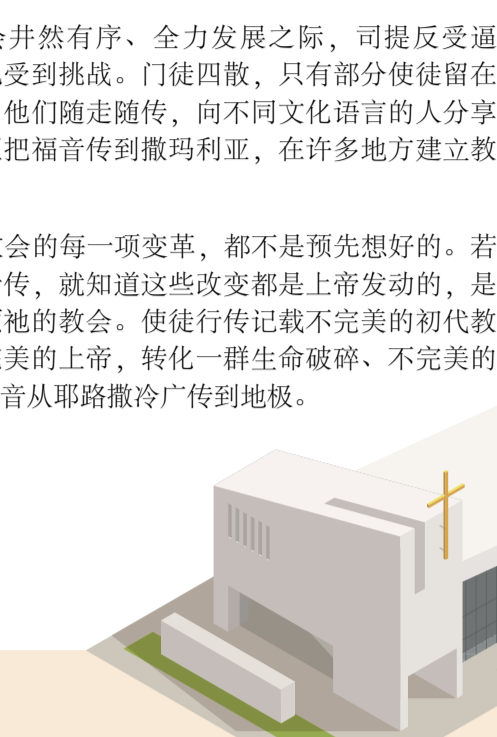 井然有序、全力发展之际，司提反受逼
受到挑战。门徒四散，只有部分使徒留在
他们随走随传，向不同文化语言的人分享
把福音传到撒玛利亚，在许多地方建立教
会的每一项变革，都不是预先想好的。若
传，就知道这些改变都是上帝发动的，是
祂的教会。使徒行传记载不完美的初代教
美的上帝，转化一群生命破碎、不完美的
音从耶路撒冷广传到地极。